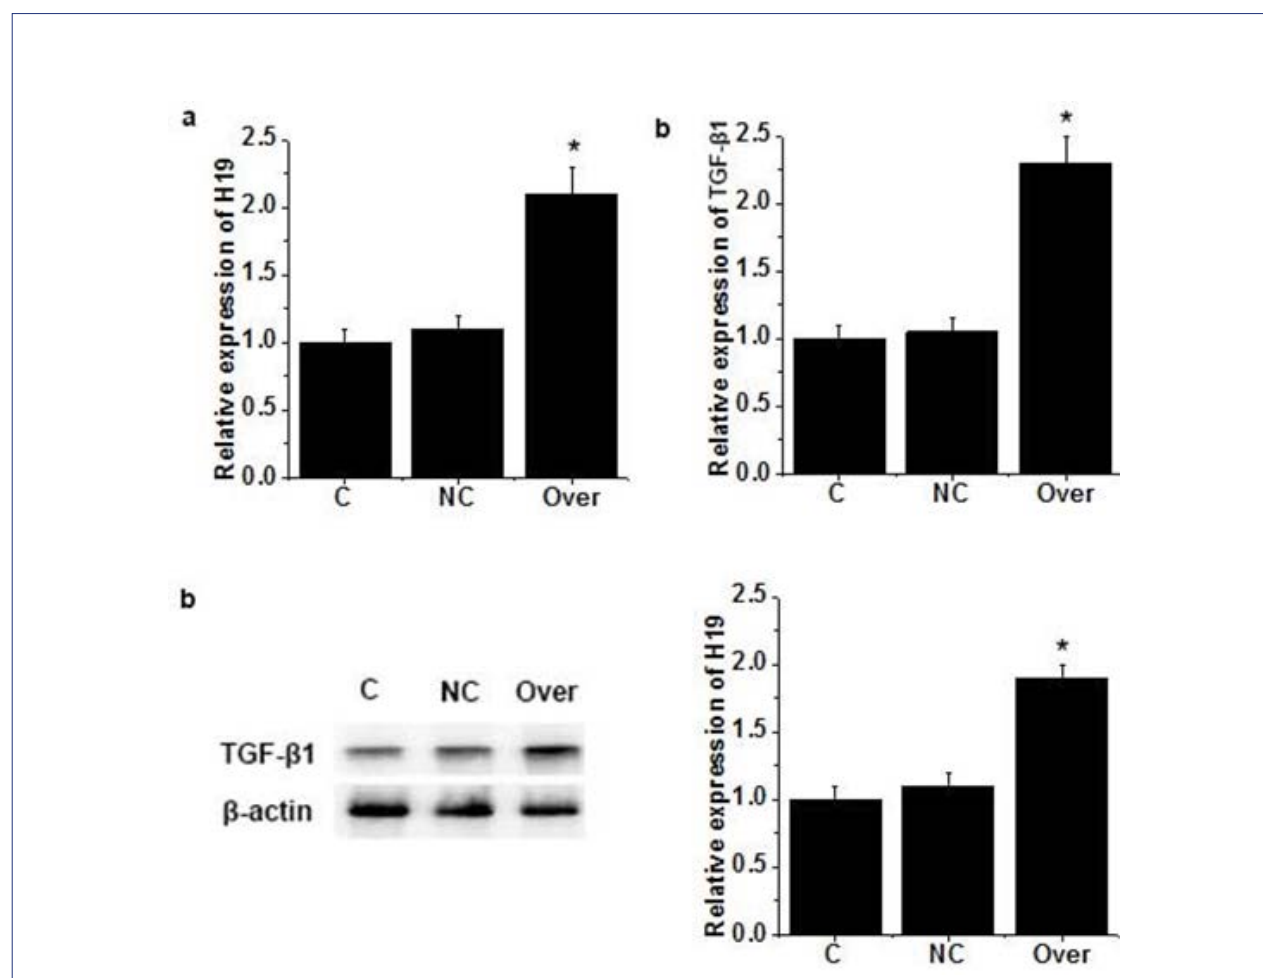 a
Relative expression of H19
2.5
2.0
1.5
1.0
0.5
0.0
*
C NC Over
b
Relative expression of TGF-β1
2.5
2.0
1.5
1.0
0.5
0.0
*
C NC Over
b
C NC Over
TGF-β1
β-actin
Relative expression of H19
2.5
2.0
1.5
1.0
0.5
0.0
*
C NC Over